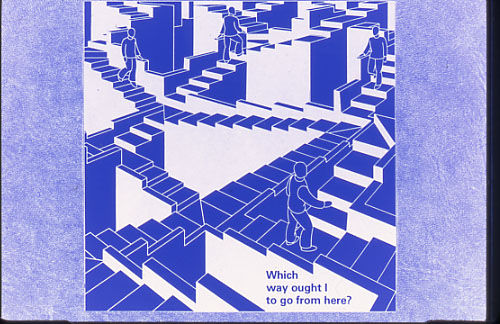 Which
way ought I
to go from here?